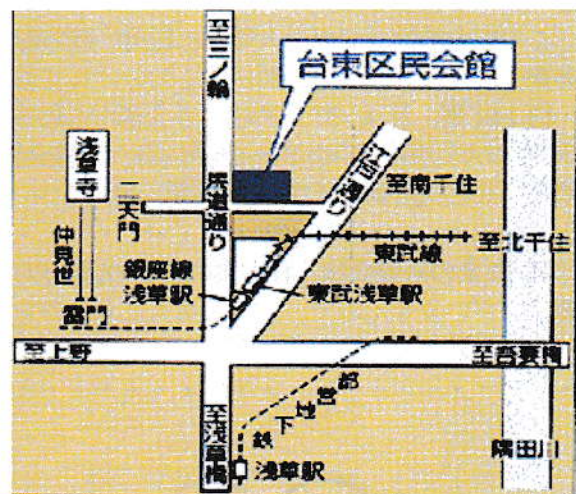 至三ノ輪
台東区民会館
浅草寺
二天門
馬道通り
江戸通り
至南千住
仲見世
東武線
至北千住
銀座線
浅草駅
東武浅草駅
雷門
至上野
至吾妻橋
至浅草橋
都営地下鉄
浅草駅
隅田川